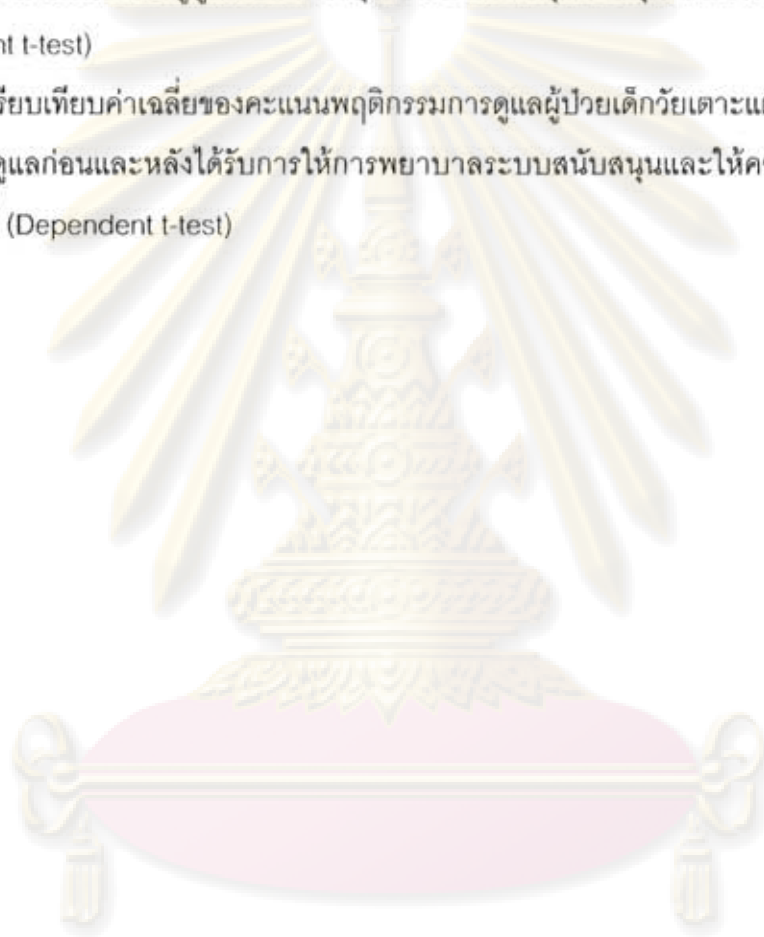 nt t-test)
รียบเทียบค่าเฉลี่ยของคะแนนพฤติกรรมการดูแลผู้ป่วยเด็กวัยเตาะแ
ดูแลก่อนและหลังได้รับการให้การพยาบาลระบบสนับสนุนและให้ค
(Dependent t-test)